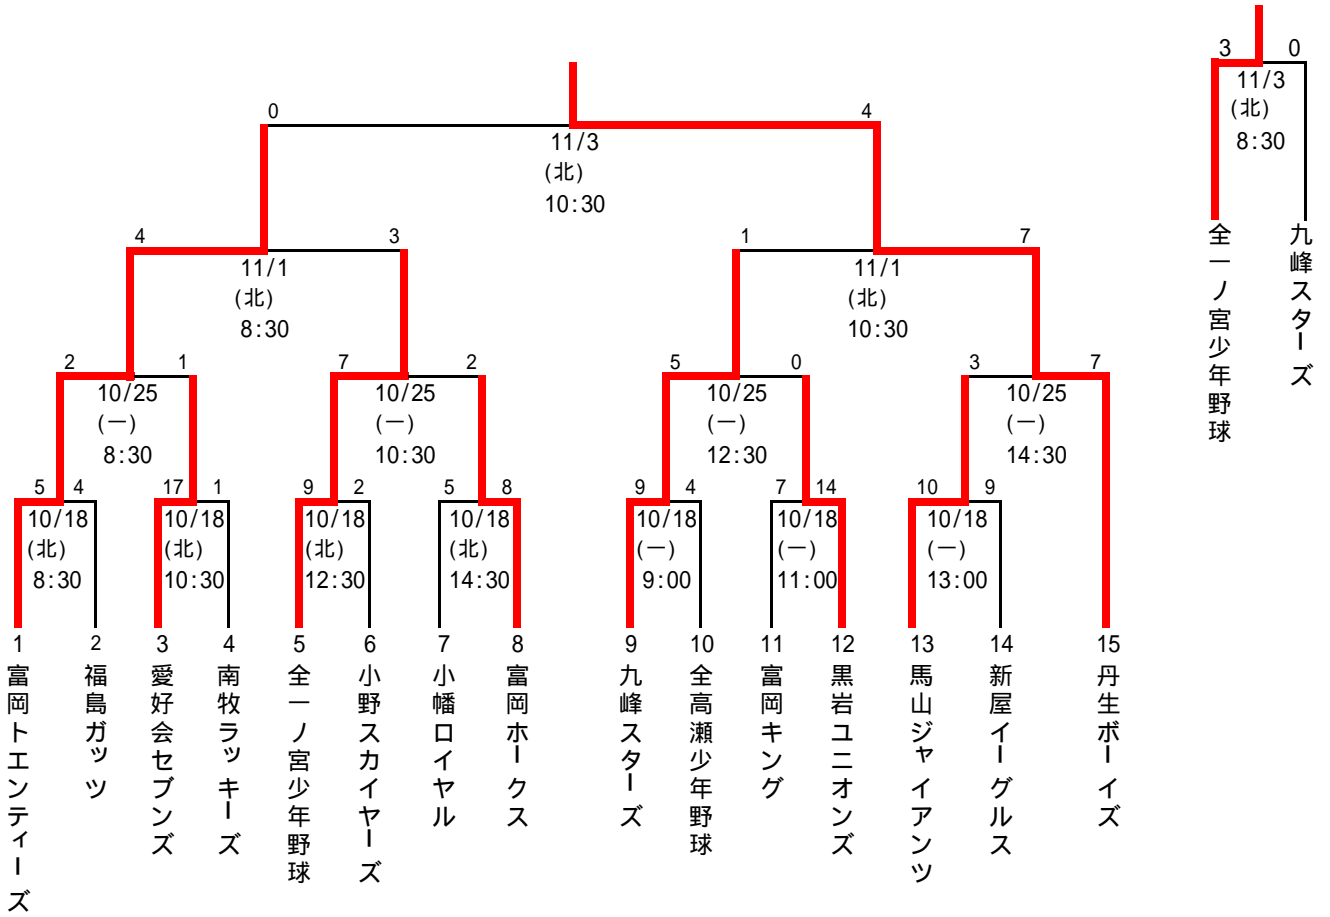 3 0
11/3
(北)
8:30
全一ノ宮少年野球
九峰スターズ
0 4
11/3
(北)
10:30
4 3
11/1
(北)
8:30
1 7
11/1
(北)
10:30
2 1
10/25
(一)
8:30
7 2
10/25
(一)
10:30
5 0
10/25
(一)
12:30
3 7
10/25
(一)
14:30
5 4
10/18
(北)
8:30
17 1
10/18
(北)
10:30
9 2
10/18
(北)
12:30
5 8
10/18
(北)
14:30
9 4
10/18
(一)
9:00
7 14
10/18
(一)
11:00
10 9
10/18
(一)
13:00
1
富岡トエンティーズ
2
福島ガッツ
3
愛好会セブンズ
4
南牧ラッキーズ
5
全一ノ宮少年野球
6
小野スカイヤーズ
7
小幡ロイヤル
8
富岡ホークス
9
九峰スターズ
10
全高瀬少年野球
11
富岡キング
12
黒岩ユニオンズ
13
馬山ジャイアンツ
14
新屋イーグルス
15
丹生ボーイズ